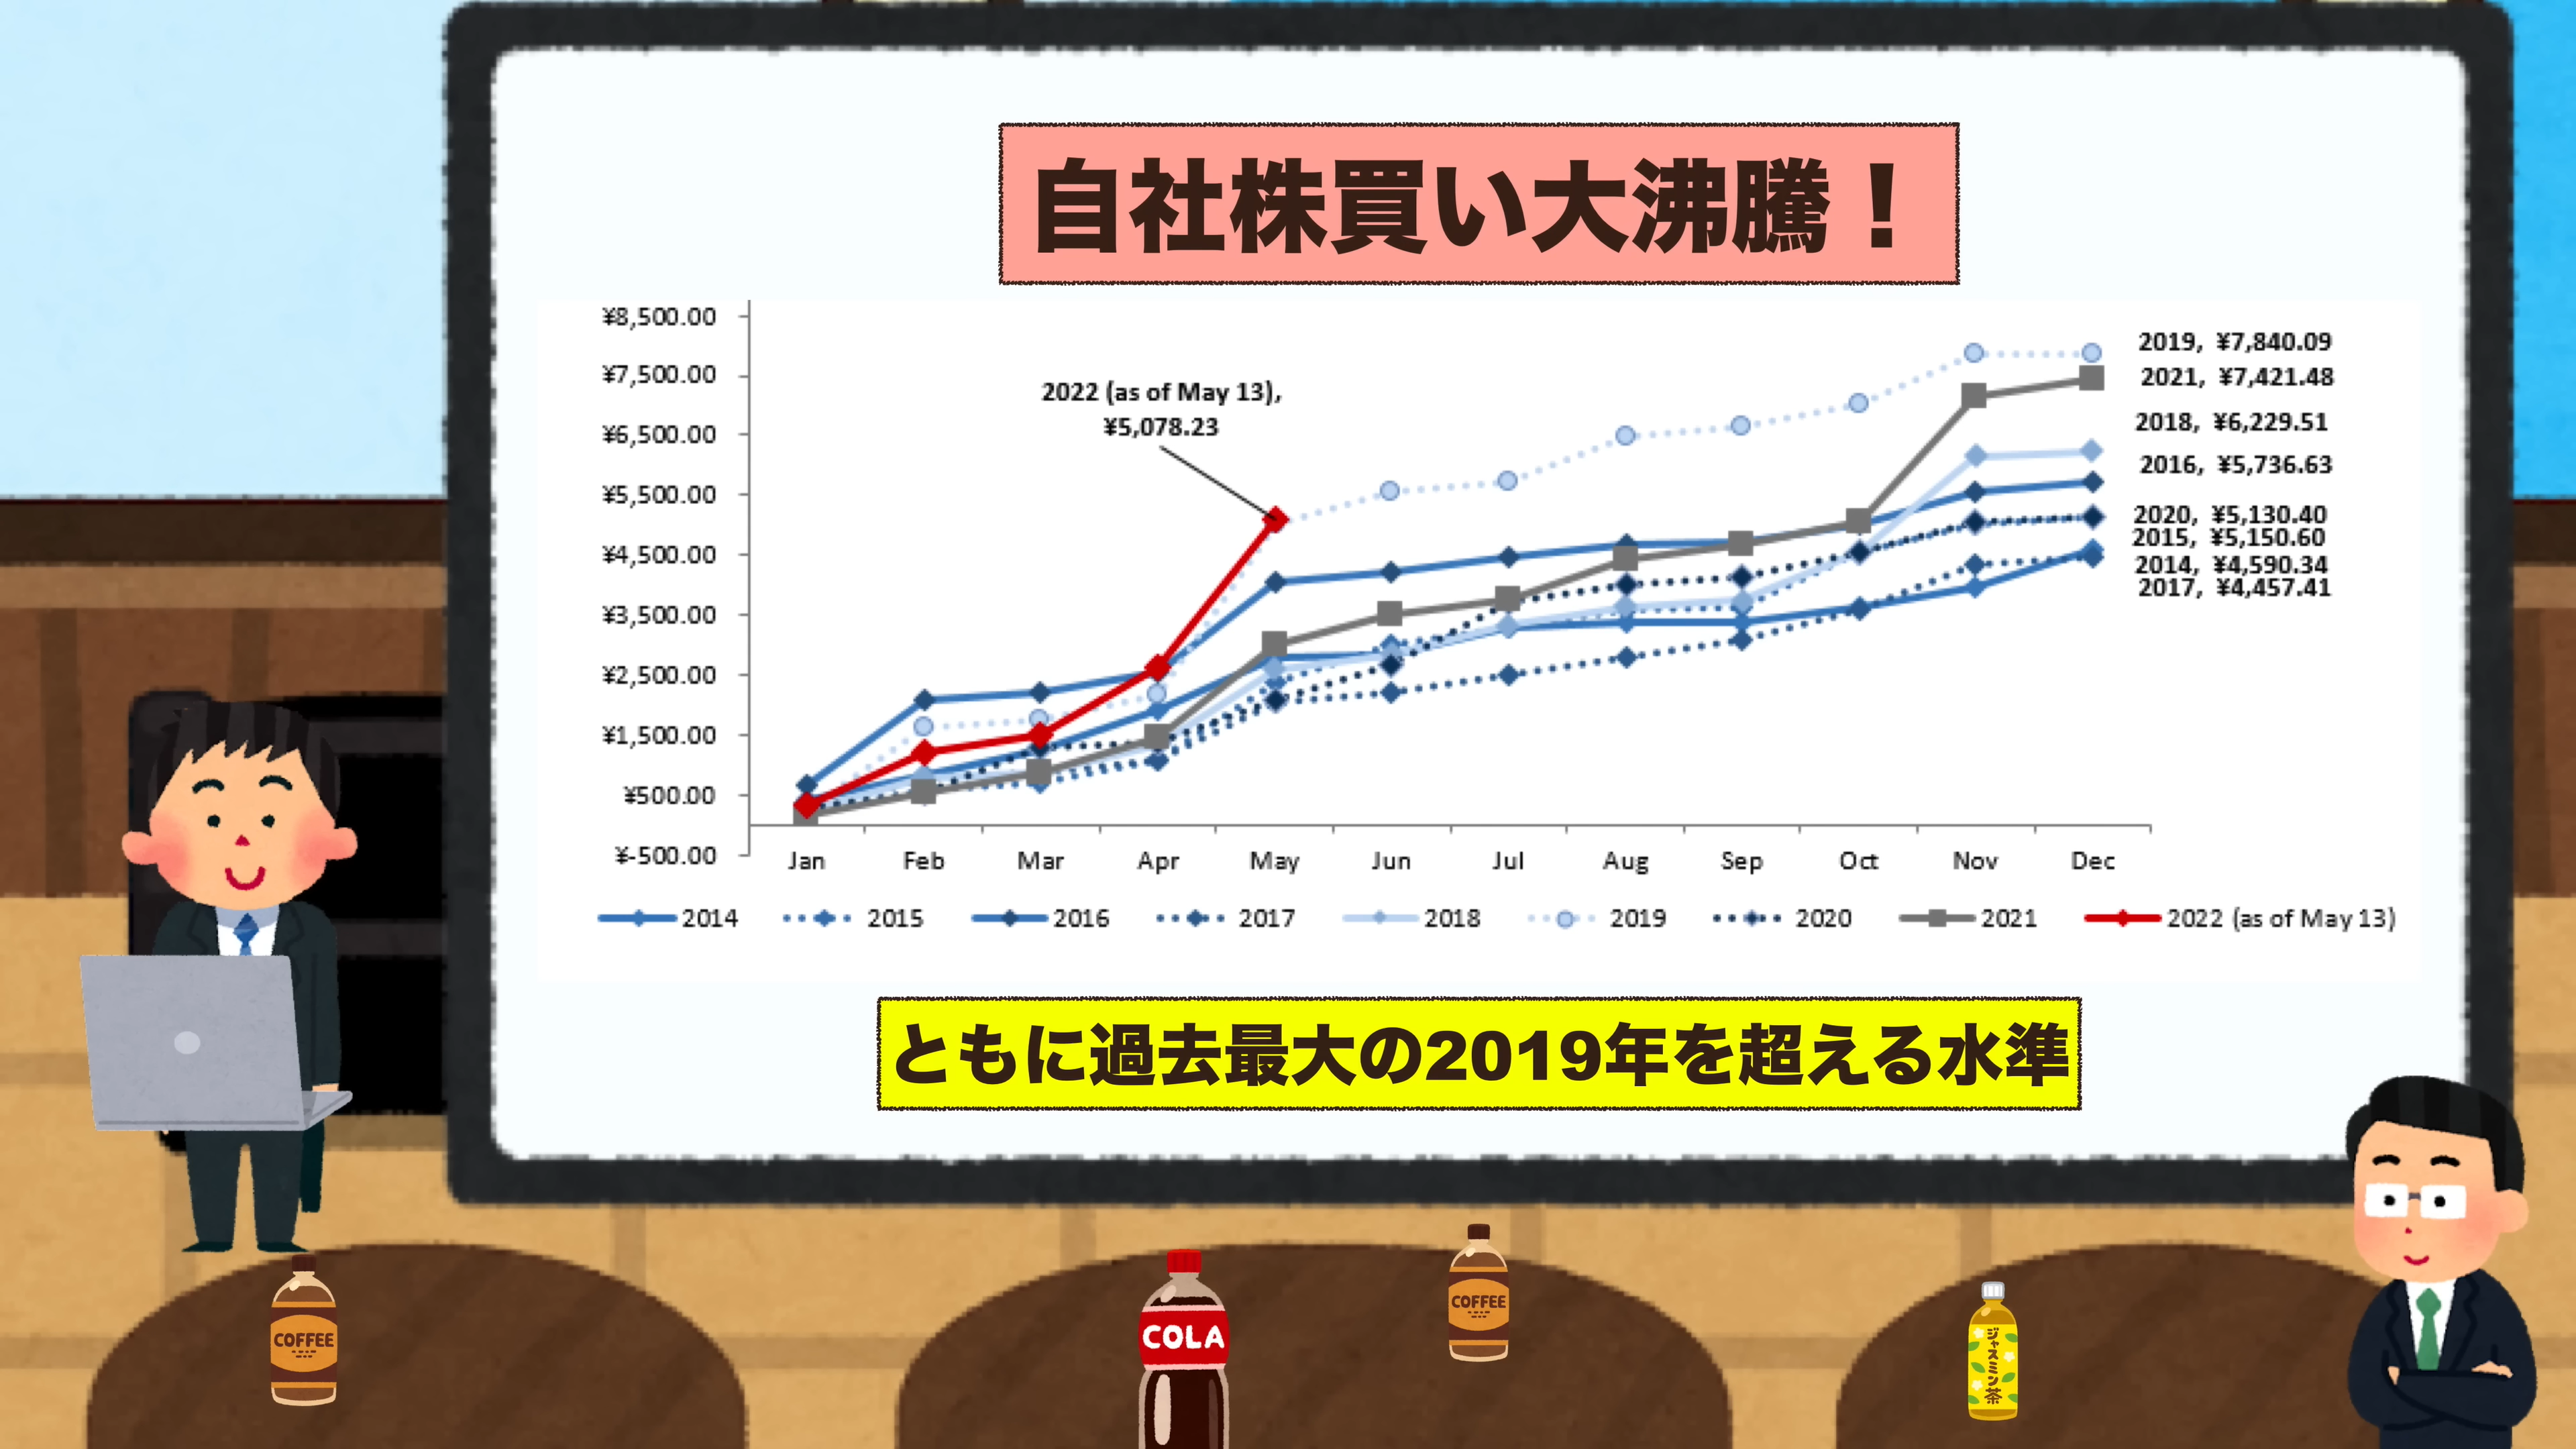 自社株買い大沸騰！
¥8,500.00
¥7,500.00
¥6,500.00
¥5,500.00
¥4,500.00
¥3,500.00
¥2,500.00
¥1,500.00
¥500.00
¥-500.00
2022 (as of May 13),
¥5,078.23
2019, ¥7,840.09
2021, ¥7,421.48
2018, ¥6,229.51
2016, ¥5,736.63
2020, ¥5,130.40
2015, ¥5,150.60
2014, ¥4,590.34
2017, ¥4,457.41
Jan Feb Mar Apr May Jun Jul Aug Sep Oct Nov Dec
2014 2015 2016 2017 2018 2019 2020 2021 2022 (as of May 13)
ともに過去最大の2019年を超える水準
COFFEE
COLA
COFFEE
ジャスミン茶